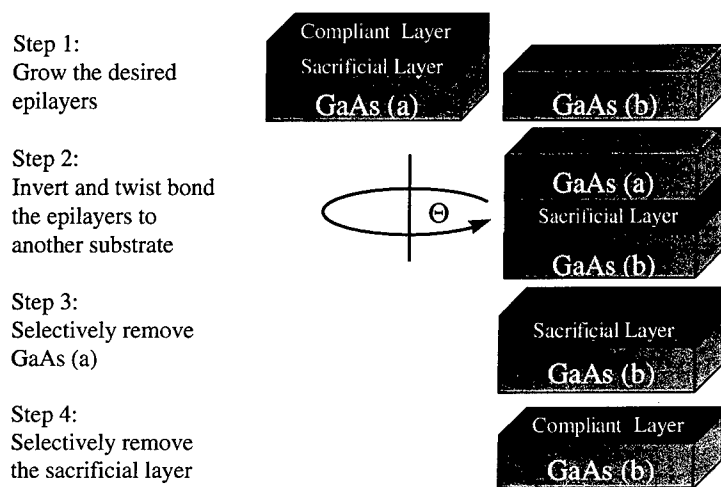 Step 1:
Grow the desired
epilayers
Compliant Layer
Sacrificial Layer
GaAs (a)
GaAs (b)
Step 2:
Invert and twist bond
the epilayers to
another substrate
Θ
GaAs (a)
Sacrificial Layer
GaAs (b)
Step 3:
Selectively remove
GaAs (a)
Sacrificial Layer
GaAs (b)
Step 4:
Selectively remove
the sacrificial layer
Compliant Layer
GaAs (b)